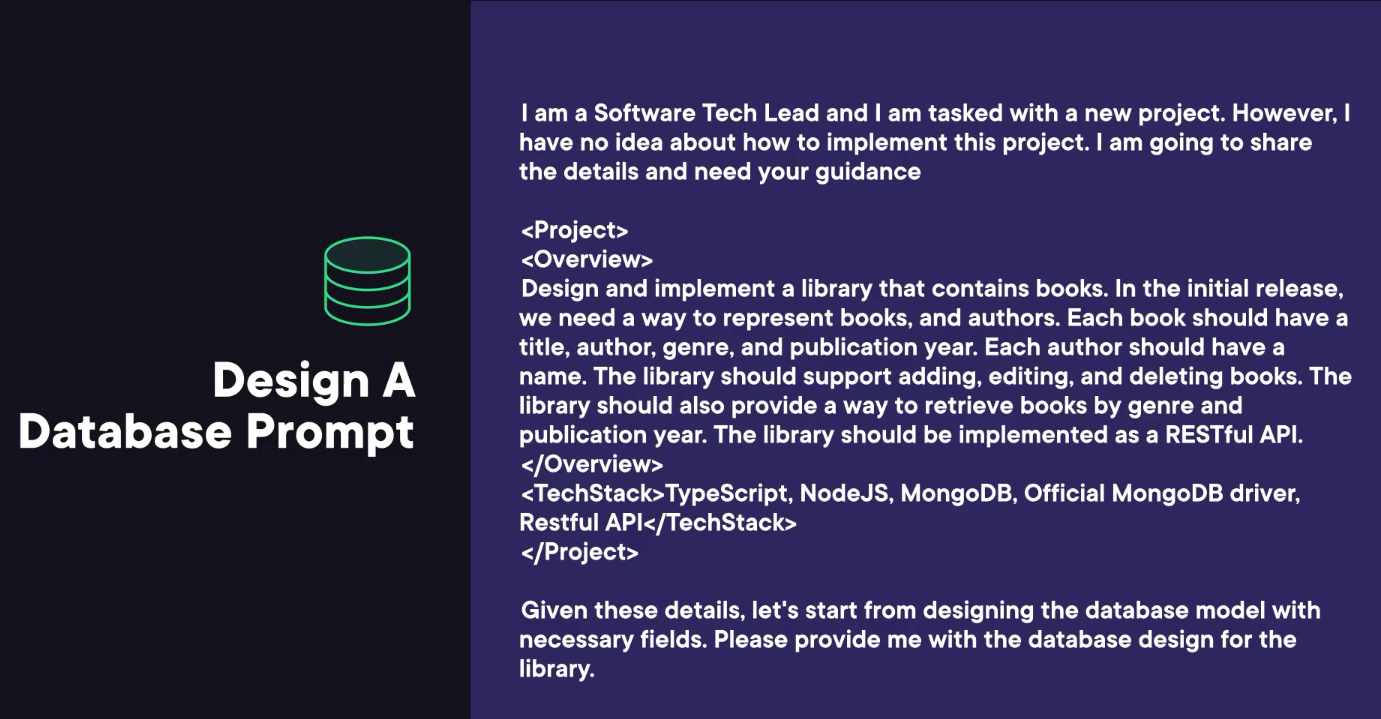 Design A
Database Prompt
I am a Software Tech Lead and I am tasked with a new project. However, I
have no idea about how to implement this project. I am going to share
the details and need your guidance
<Project>
<Overview>
Design and implement a library that contains books. In the initial release,
we need a way to represent books, and authors. Each book should have a
title, author, genre, and publication year. Each author should have a
name. The library should support adding, editing, and deleting books. The
library should also provide a way to retrieve books by genre and
publication year. The library should be implemented as a RESTful API.
</Overview>
<TechStack>TypeScript, NodeJS, MongoDB, Official MongoDB driver,
Restful API</TechStack>
</Project>
Given these details, let's start from designing the database model with
necessary fields. Please provide me with the database design for the
library.